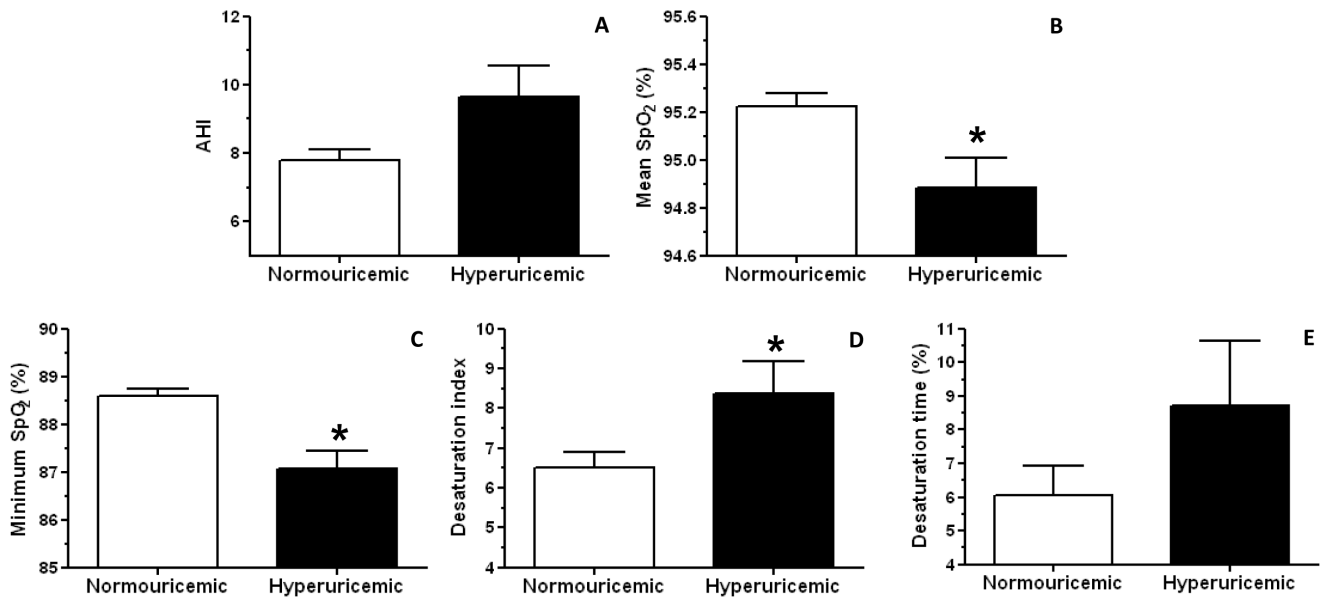 A
AHI
12
10
8
6
Normouricemic Hyperuricemic
B
Mean SpO2 (%)
95.6
95.4
95.2
95.0
94.8
94.6
*
Normouricemic Hyperuricemic
C
Minimum SpO2 (%)
90
89
88
87
86
85
*
Normouricemic Hyperuricemic
D
Desaturation index
10
9
8
7
6
5
4
*
Normouricemic Hyperuricemic
E
Desaturation time (%)
11
10
9
8
7
6
5
4
Normouricemic Hyperuricemic